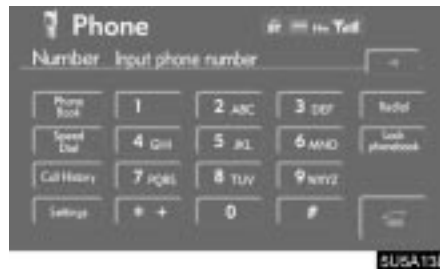 Phone
Number Input phone number
Phone Book 1 2 ABC 3 DEF Redial
Speed Dial 4 GHI 5 JKL 6 MNO Lock phonebook
Call History 7 PQRS 8 TUV 9 WXYZ
Settings * + 0 #
5U5A13